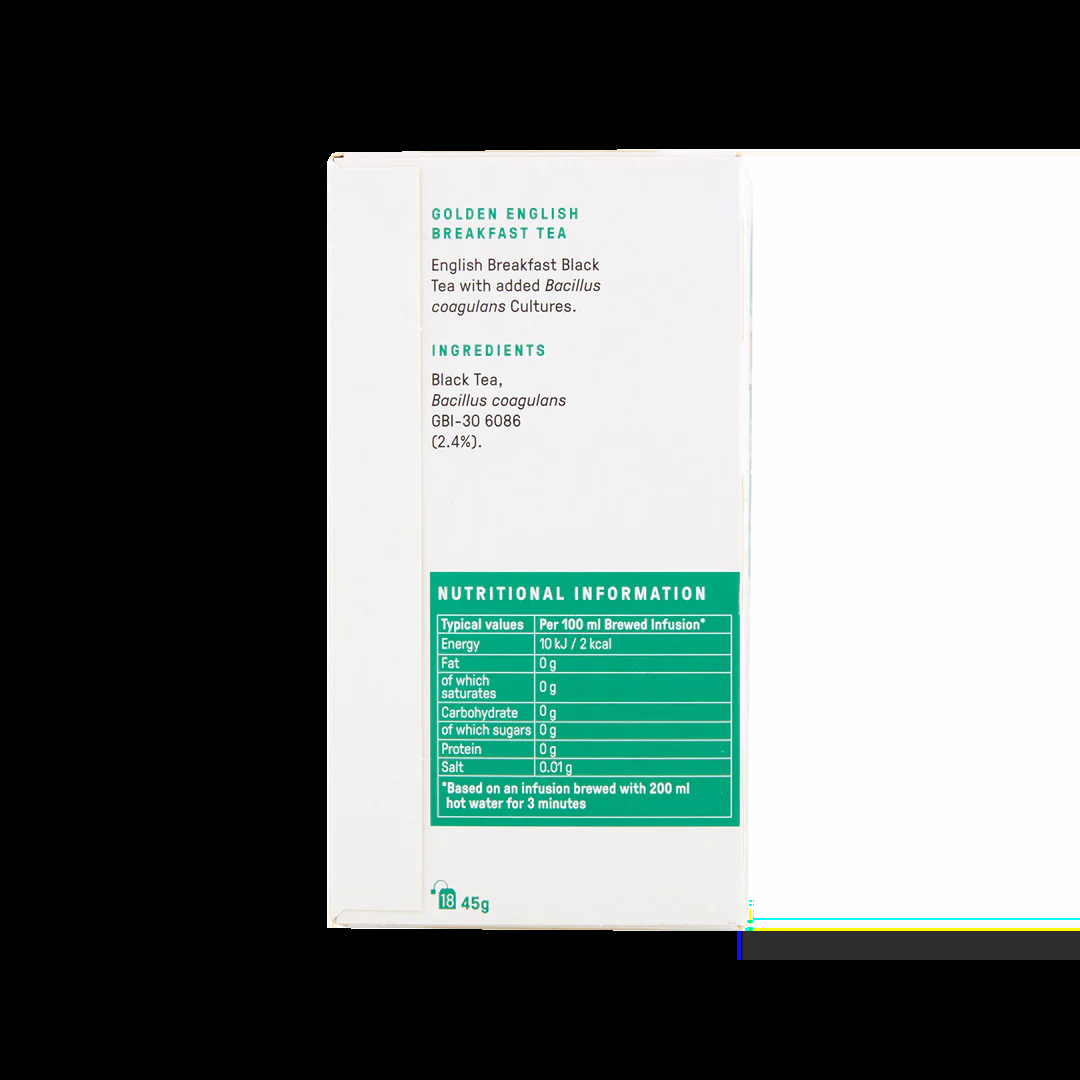 GOLDEN ENGLISH
BREAKFAST TEA
English Breakfast Black
Tea with added Bacillus
coagulans Cultures.
INGREDIENTS
Black Tea,
Bacillus coagulans
GBI-30 6086
(2.4%).
NUTRITIONAL INFORMATION
Typical values Per 100 ml Brewed Infusion*
Energy 10 kJ / 2 kcal
Fat 0 g
of which
saturates 0 g
Carbohydrate 0 g
of which sugars 0 g
Protein 0 g
Salt 0.01 g
*Based on an infusion brewed with 200 ml
hot water for 3 minutes
18 45g